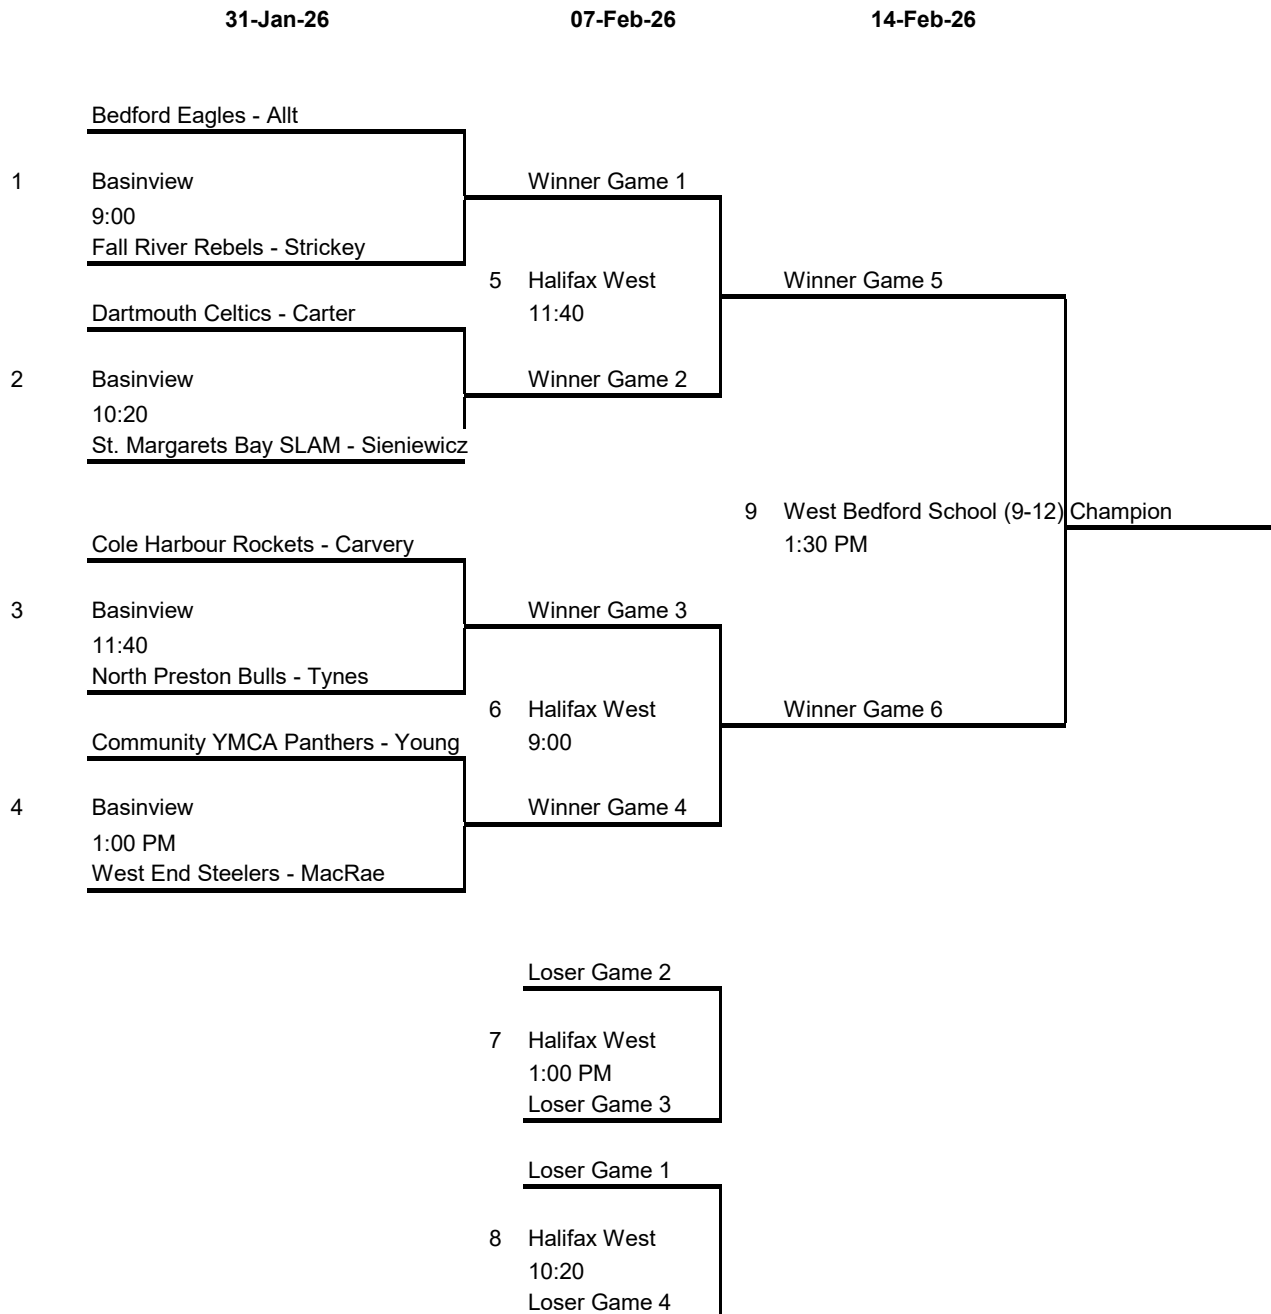 31-Jan-26 07-Feb-26 14-Feb-26
Bedford Eagles - Allt
1 Basinview Winner Game 1
9:00
Fall River Rebels - Strickey
5 Halifax West Winner Game 5
Dartmouth Celtics - Carter 11:40
2 Basinview Winner Game 2
10:20
St. Margarets Bay SLAM - Sieniewicz
9 West Bedford School (9-12) Champion
Cole Harbour Rockets - Carvery 1:30 PM
3 Basinview Winner Game 3
11:40
North Preston Bulls - Tynes
6 Halifax West Winner Game 6
Community YMCA Panthers - Young 9:00
4 Basinview Winner Game 4
1:00 PM
West End Steelers - MacRae
Loser Game 2
7 Halifax West
1:00 PM
Loser Game 3
Loser Game 1
8 Halifax West
10:20
Loser Game 4